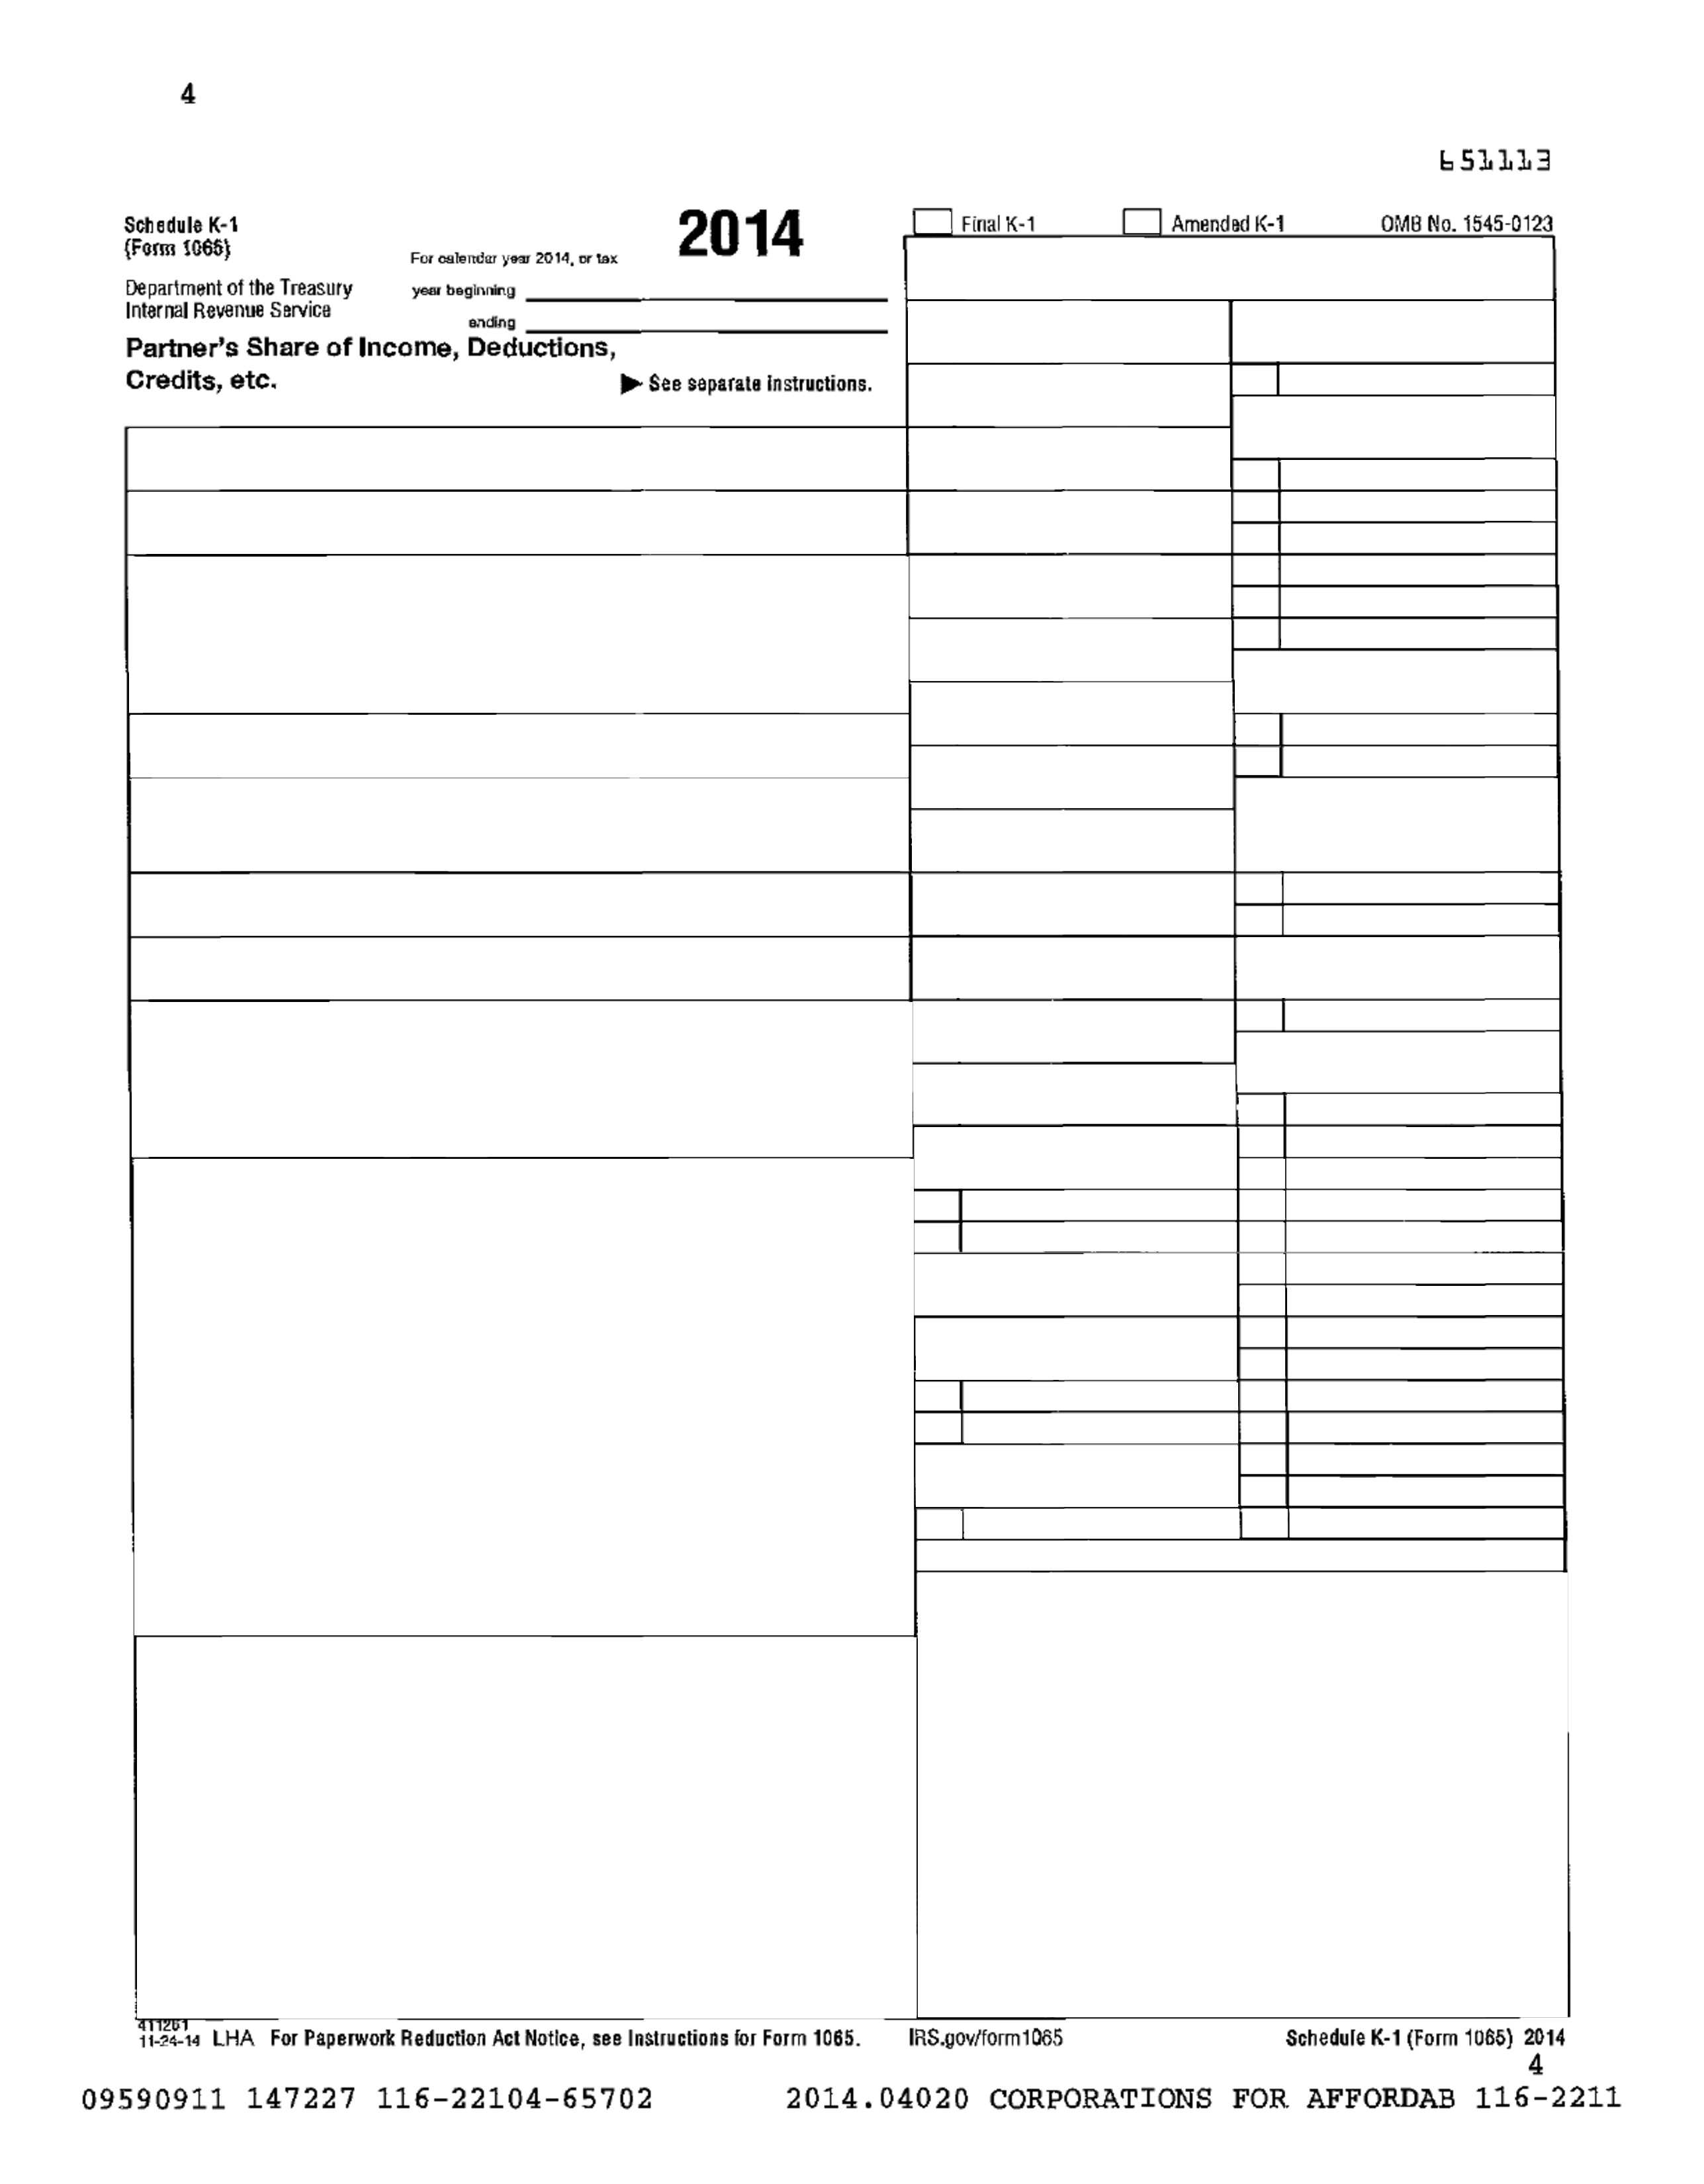 4
651113
Schedule K-1
(Form 1065)
Department of the Treasury
Internal Revenue Service
For calendar year 2014, or tax
year beginning
ending
2014
Partner's Share of Income, Deductions,
Credits, etc.
► See separate instructions.
Final K-1
Amended K-1
OMB No. 1545-0123
411261
11-24-14 LHA For Paperwork Reduction Act Notice, see Instructions for Form 1065.
IRS.gov/form1065
Schedule K-1 (Form 1065) 2014
4
09590911 147227 116-22104-65702
2014.04020 CORPORATIONS FOR AFFORDAB 116-2211